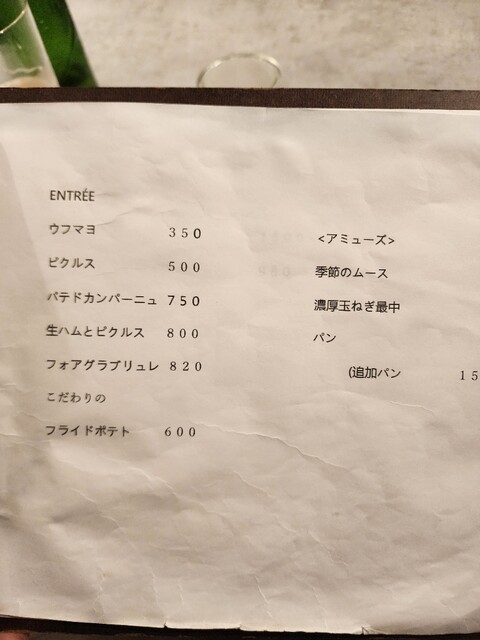 ENTRÉE
ウフマヨ 350
ピクルス 500
パテドカンパーニュ 750
生ハムとピクルス 800
フォアグラブリュレ 820
こだわりの
フライドポテト 600
<アミューズ>
季節のムース
濃厚玉ねぎ最中
パン
(追加パン 15